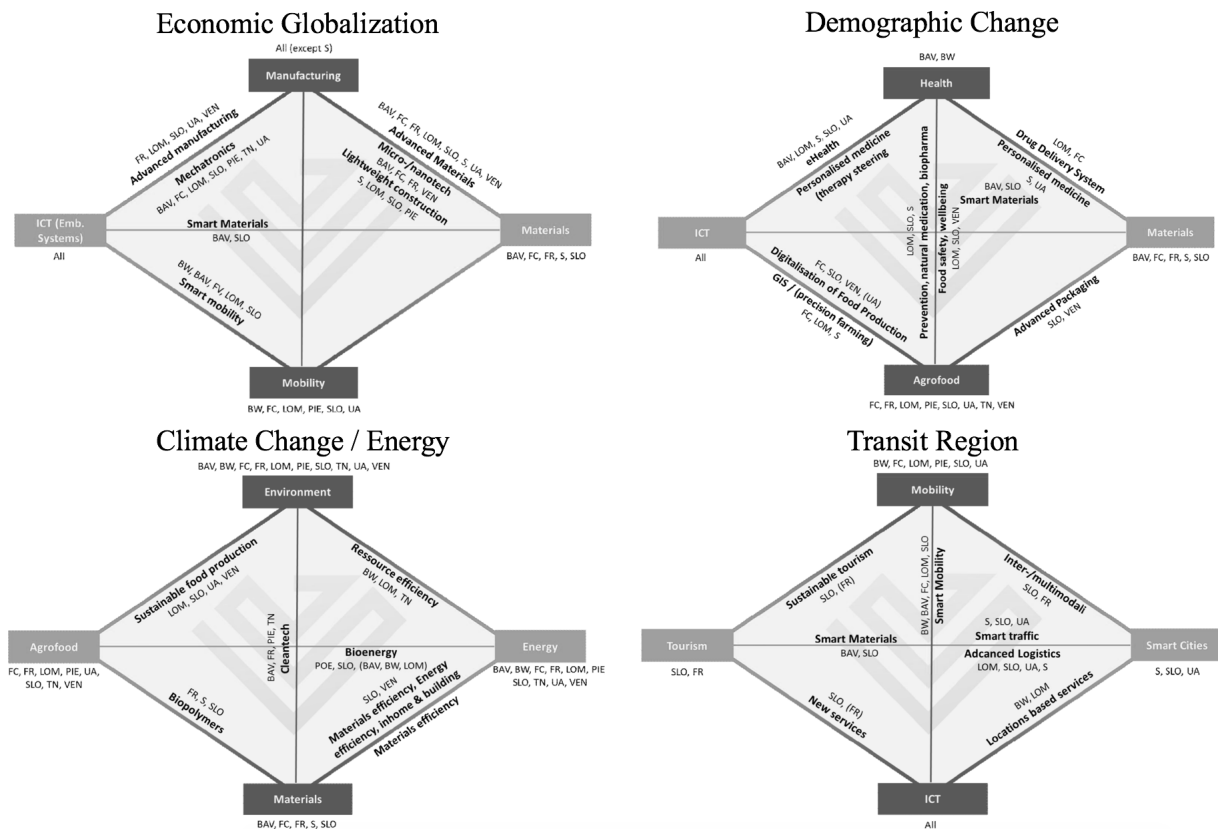 Economic Globalization
All (except S)
Manufacturing
FR, LOM, SLO, UA, VEN
Advanced manufacturing
Mechatronics
BAV, FC, LOM, SLO, PIE, TN, UA
BAV, FC, FR, LOM, SLO, S, UA, VEN
Advanced Materials
Micro-/nanotech
BAV, FC, FR, VEN
Lightweight construction
S, LOM, SLO, PIE
ICT (Emb.
Systems)
All
Smart Materials
BAV, SLO
Materials
BAV, FC, FR, S, SLO
BW, BAV, FV, LOM, SLO
Smart mobility
Mobility
BW, FC, LOM, PIE, SLO, UA
Demographic Change
BAV, BW
Health
BAV, LOM, S, SLO, UA
eHealth
Personalised medicine
(therapy steering
LOM, FC
Drug Delivery System
Personalised medicine
S, UA
BAV, SLO
Smart Materials
Prevention, natural medication, biopharma
LOM, SLO, S
Food safety, wellbeing
LOM, SLO, VEN
ICT
All
Materials
BAV, FC, FR, S, SLO
FC, SLO, VEN, (UA)
Digitalisation of Food Production
GIS / (precision farming)
FC, LOM, S
Advanced Packaging
SLO, VEN
Agrofood
FC, FR, LOM, PIE, SLO, UA, TN, VEN
Climate Change / Energy
BAV, BW, FC, FR, LOM, PIE, SLO, TN, UA, VEN
Environment
Sustainable food production
LOM, SLO, UA, VEN
Ressource efficiency
BW, LOM, TN
BAV, FR, PIE, TN
Cleantech
Agrofood
FC, FR, LOM, PIE, UA,
SLO, TN, VEN
Bioenergy
POE, SLO, (BAV, BW, LOM)
Energy
BAV, BW, FC, FR, LOM, PIE
SLO, TN, UA, VEN
FR, S, SLO
Biopolymers
SLO, VEN
Materials efficiency, Energy
efficiency, inhome & building
Materials efficiency
Materials
BAV, FC, FR, S, SLO
Transit Region
BW, FC, LOM, PIE, SLO, UA
Mobility
Sustainable tourism
SLO, (FR)
BW, BAV, FC, LOM, SLO
Smart Mobility
Inter-/multimodali
SLO, FR
Tourism
SLO, FR
Smart Materials
BAV, SLO
S, SLO, UA
Smart traffic
Adcanced Logistics
LOM, SLO, UA, S
Smart Cities
S, SLO, UA
SLO, (FR)
New services
BW, LOM
Locations based services
ICT
All